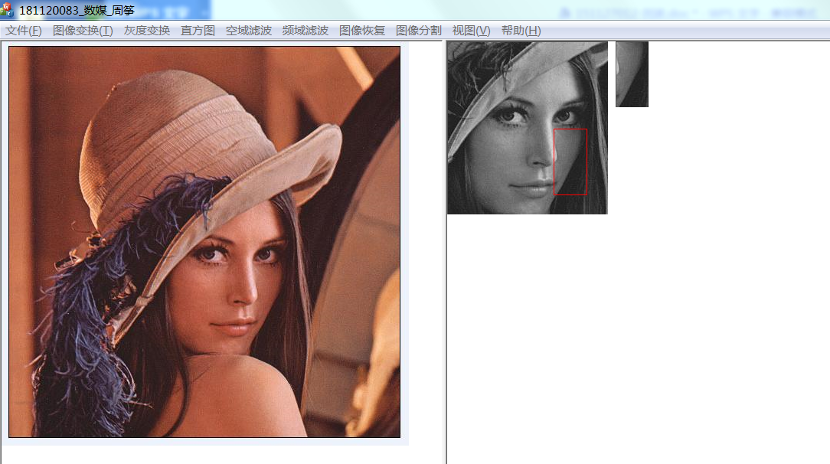 181120083_数媒_周筝
文件(F) 图像变换(T) 灰度变换 直方图 空域滤波 频域滤波 图像恢复 图像分割 视图(V) 帮助(H)